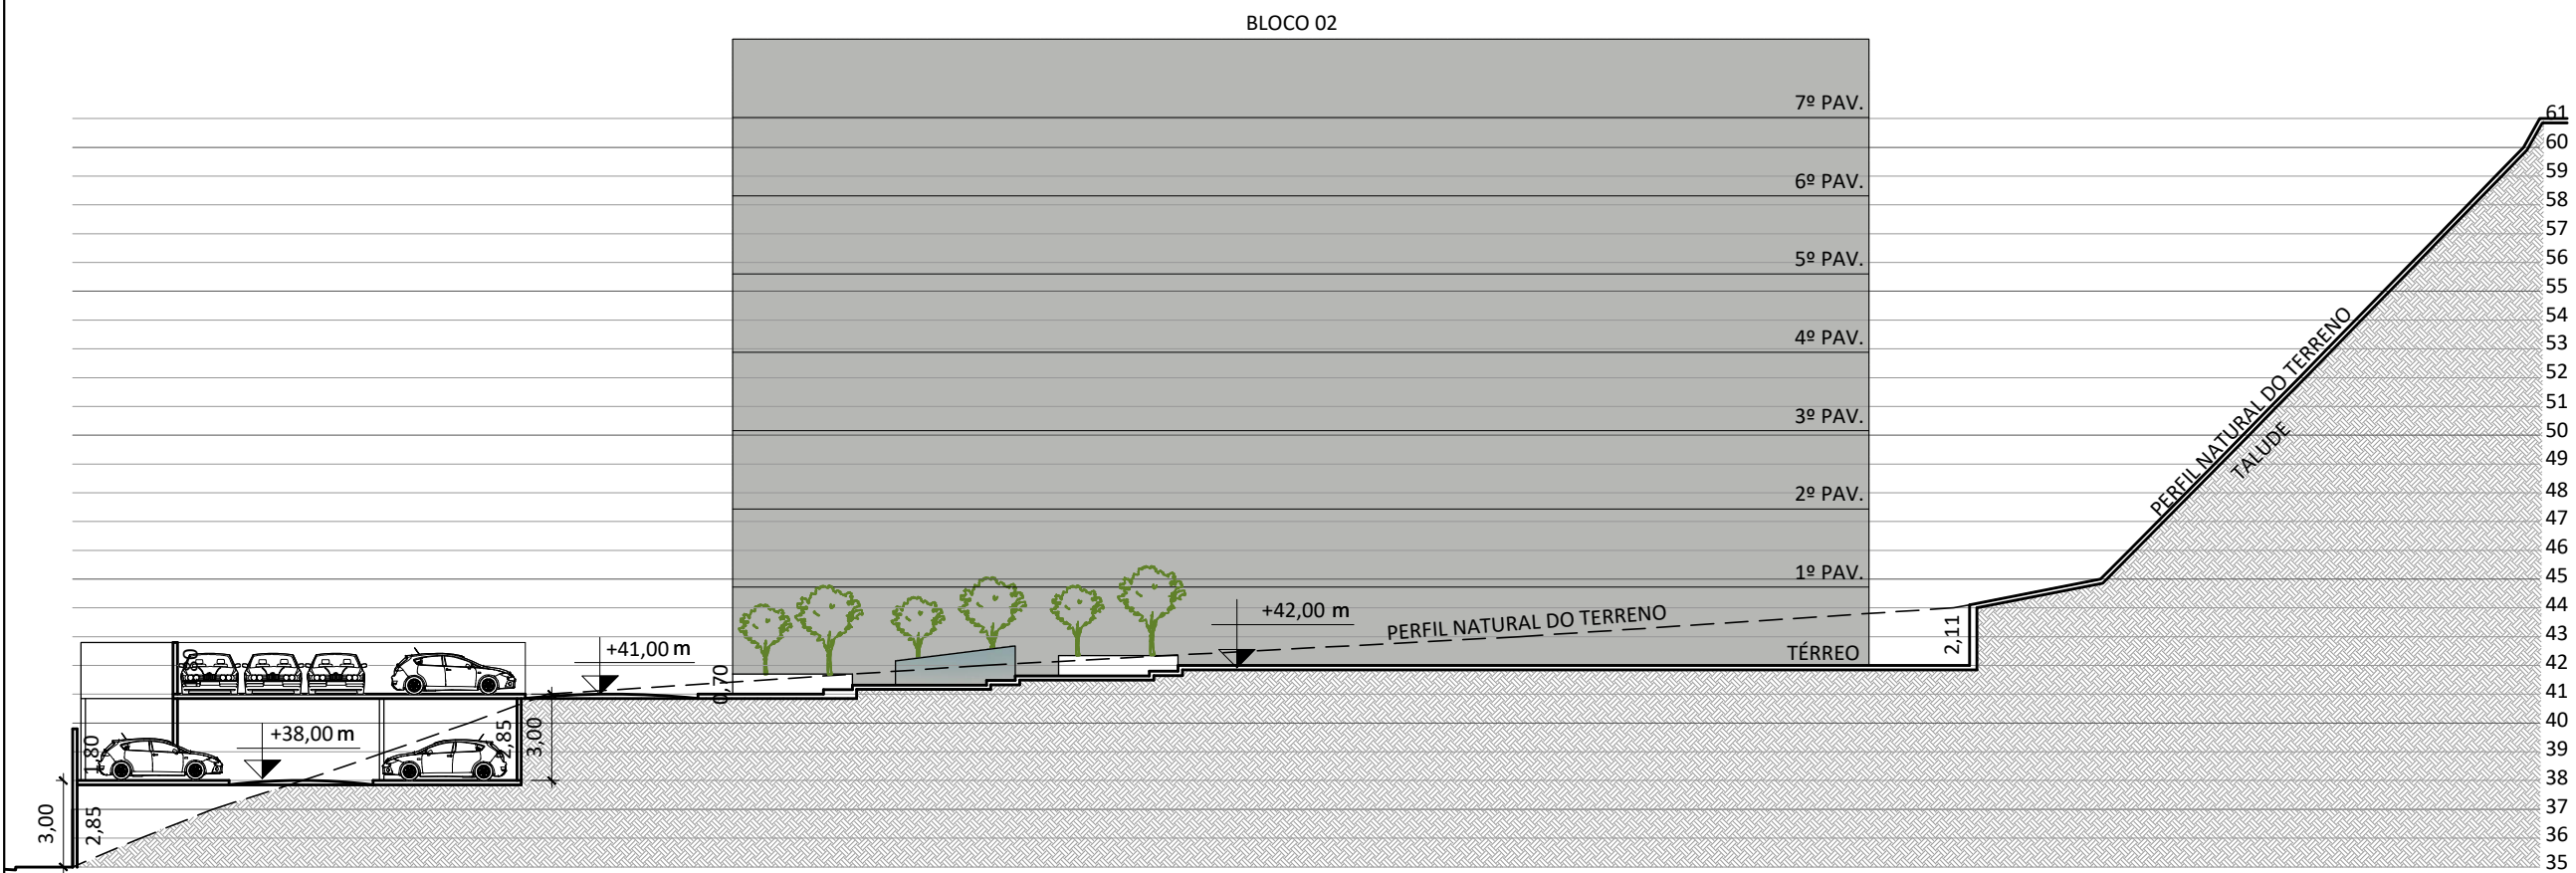 BLOCO 02
7º PAV.
6º PAV.
5º PAV.
4º PAV.
3º PAV.
2º PAV.
1º PAV.
TÉRREO
61
60
59
58
57
56
55
54
53
52
51
50
49
48
47
46
45
44
43
42
41
40
39
38
37
36
35
PERFIL NATURAL DO TERRENO
TALUDE
PERFIL NATURAL DO TERRENO
+42,00 m
2,11
+41,00 m
0,70
+38,00 m
1,80
2,85
3,00
3,00
2,85